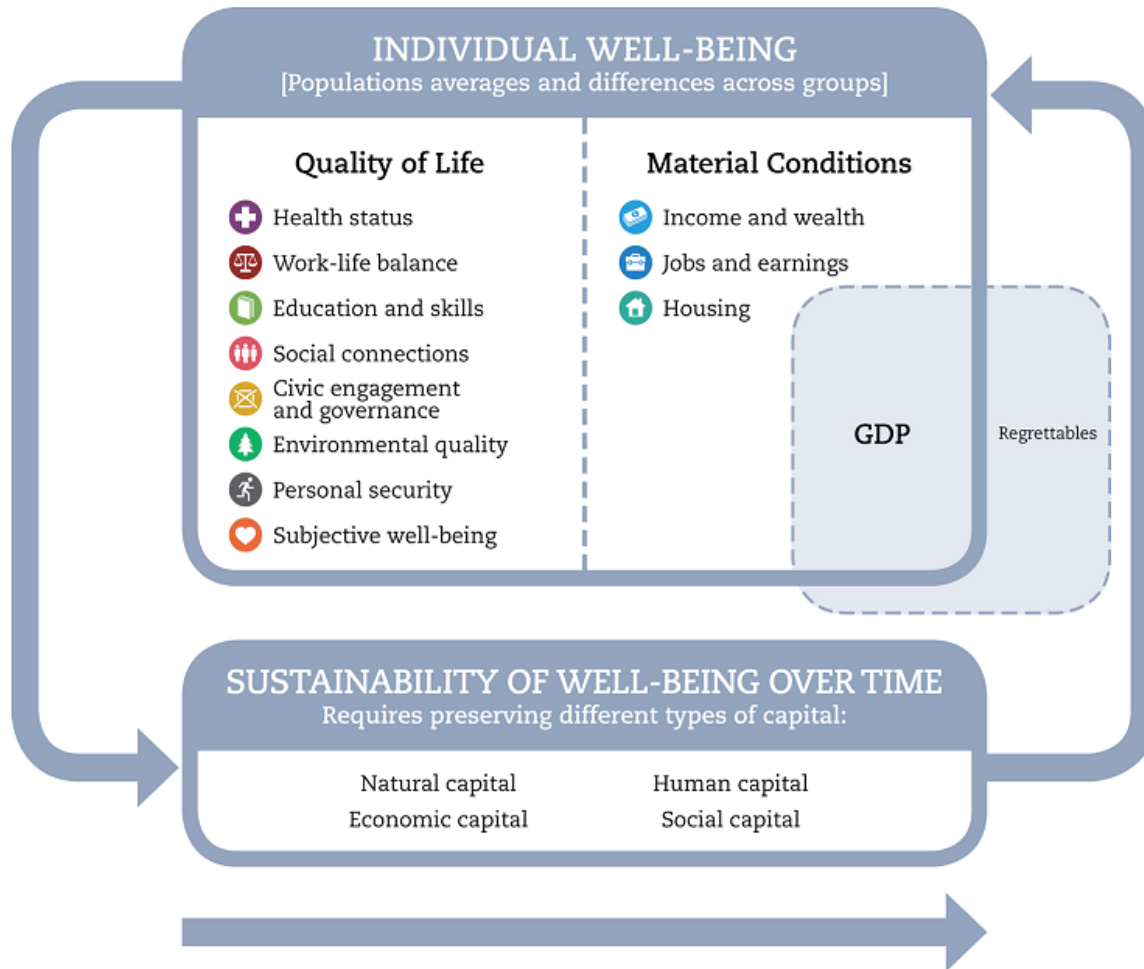 INDIVIDUAL WELL-BEING
[Populations averages and differences across groups]
Quality of Life
Health status
Work-life balance
Education and skills
Social connections
Civic engagement
and governance
Environmental quality
Personal security
Subjective well-being
Material Conditions
Income and wealth
Jobs and earnings
Housing
GDP
Regrettables
SUSTAINABILITY OF WELL-BEING OVER TIME
Requires preserving different types of capital:
Natural capital
Human capital
Economic capital
Social capital